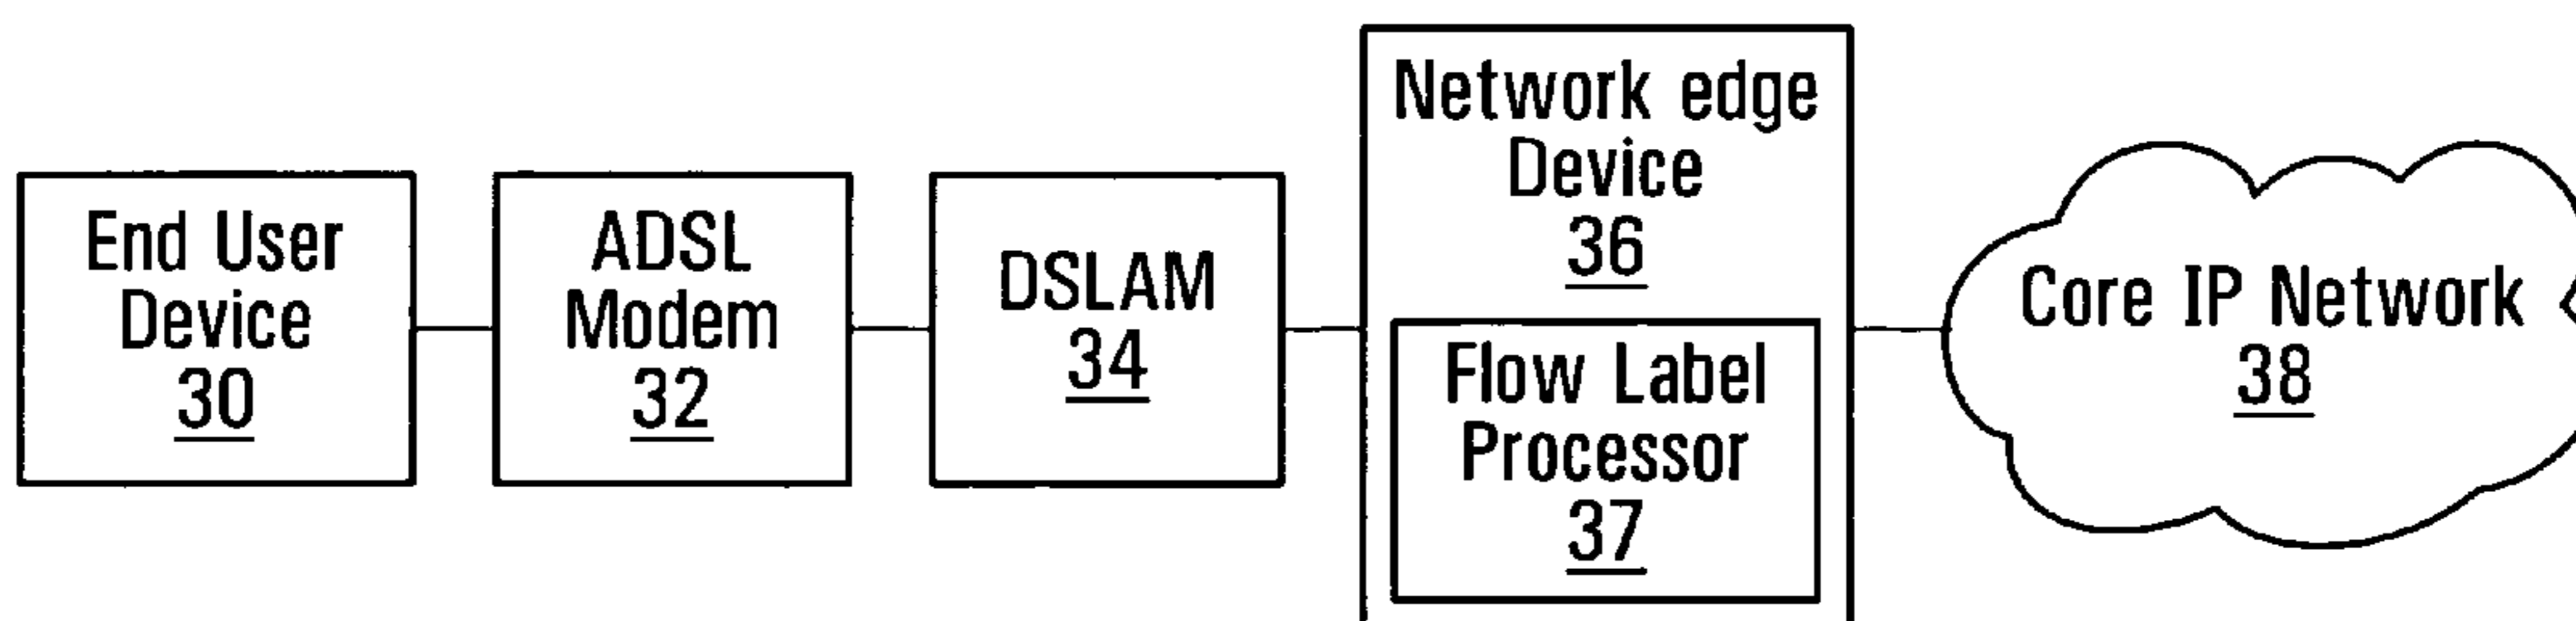 End User
Device
30
ADSL
Modem
32
DSLAM
34
Network edge
Device
36
Flow Label
Processor
37
Core IP Network
38